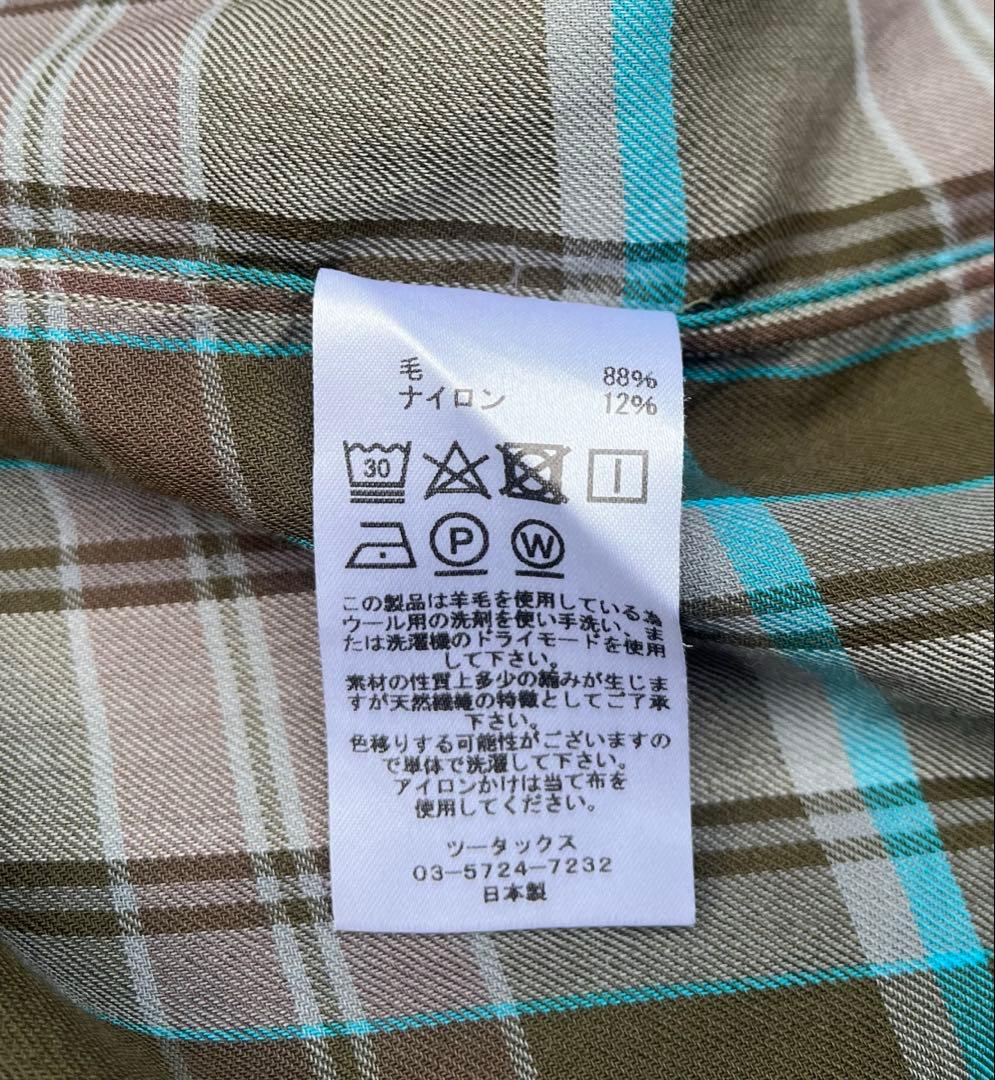 毛 88%
ナイロン 12%
30
P W
この製品は羊毛を使用している為
ウール用の洗剤を使い手洗い、ま
たは洗濯機のドライモードを使用
して下さい。
素材の性質上多少の縮みが生じま
すが天然繊維の特徴としてご了承
下さい。
色移りする可能性がございますの
で単体で洗濯して下さい。
アイロンかけは当て布を
使用してください。
ツータックス
03-5724-7232
日本製